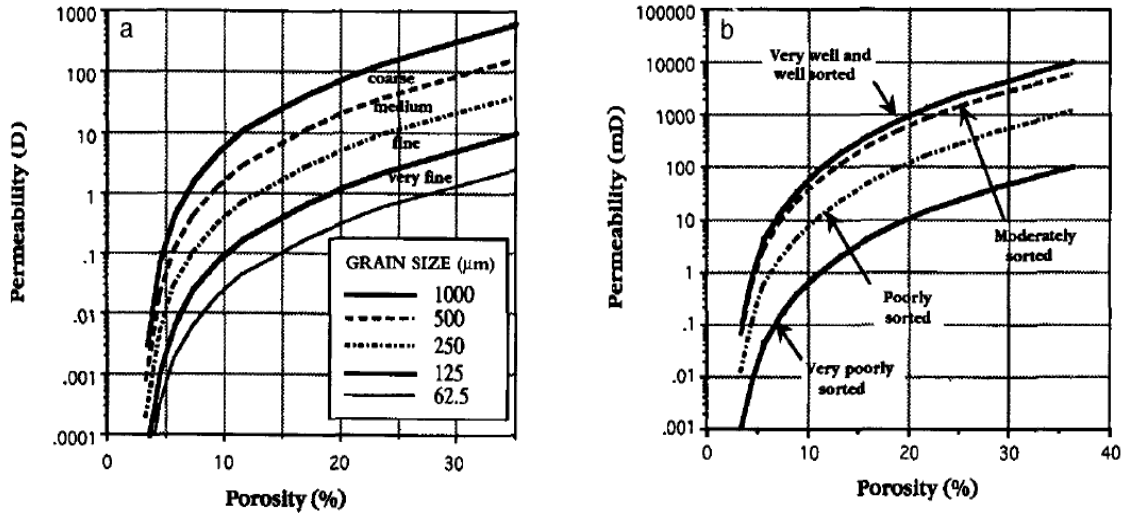 a
1000
100
10
1
.1
.01
.001
.0001
Permeability (D)
coarse
medium
fine
very fine
GRAIN SIZE (µm)
1000
500
250
125
62.5
0
10
20
30
Porosity (%)
b
100000
10000
1000
100
10
1
.1
.01
.001
Permeability (mD)
Very well and
well sorted
Moderately
sorted
Poorly
sorted
Very poorly
sorted
0
10
20
30
40
Porosity (%)